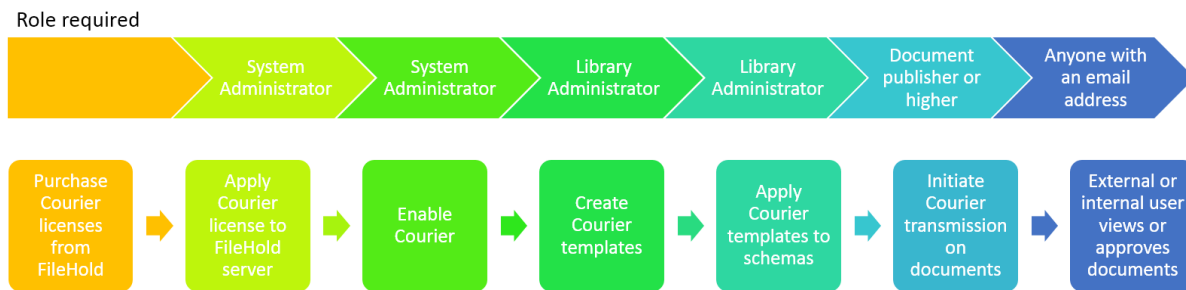 Role required
System
Administrator
System
Administrator
Library
Administrator
Library
Administrator
Document
publisher or
higher
Anyone with
an email
address
Purchase
Courier
licenses
from
FileHold
Apply
Courier
license to
FileHold
server
Enable
Courier
Create
Courier
templates
Apply
Courier
templates to
schemas
Initiate
Courier
transmission
on
documents
External or
internal user
views or
approves
documents